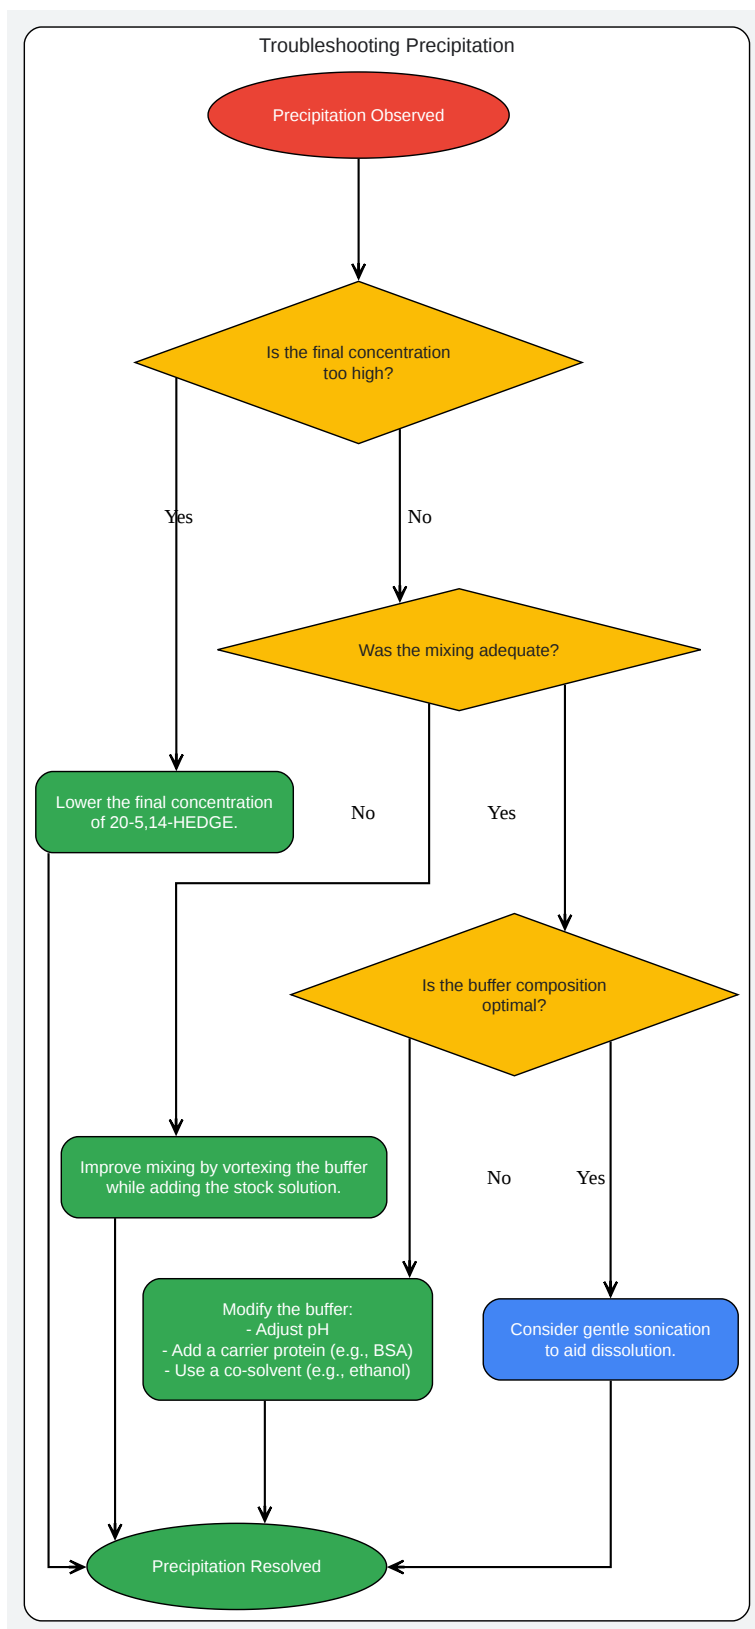 Troubleshooting Precipitation
Precipitation Observed
Is the final concentration
too high?
Yes
No
Was the mixing adequate?
Lower the final concentration
of 20-5,14-HEDGE.
No
Yes
Is the buffer composition
optimal?
Improve mixing by vortexing the buffer
while adding the stock solution.
No
Yes
Modify the buffer:
- Adjust pH
- Add a carrier protein (e.g., BSA)
- Use a co-solvent (e.g., ethanol)
Consider gentle sonication
to aid dissolution.
Precipitation Resolved